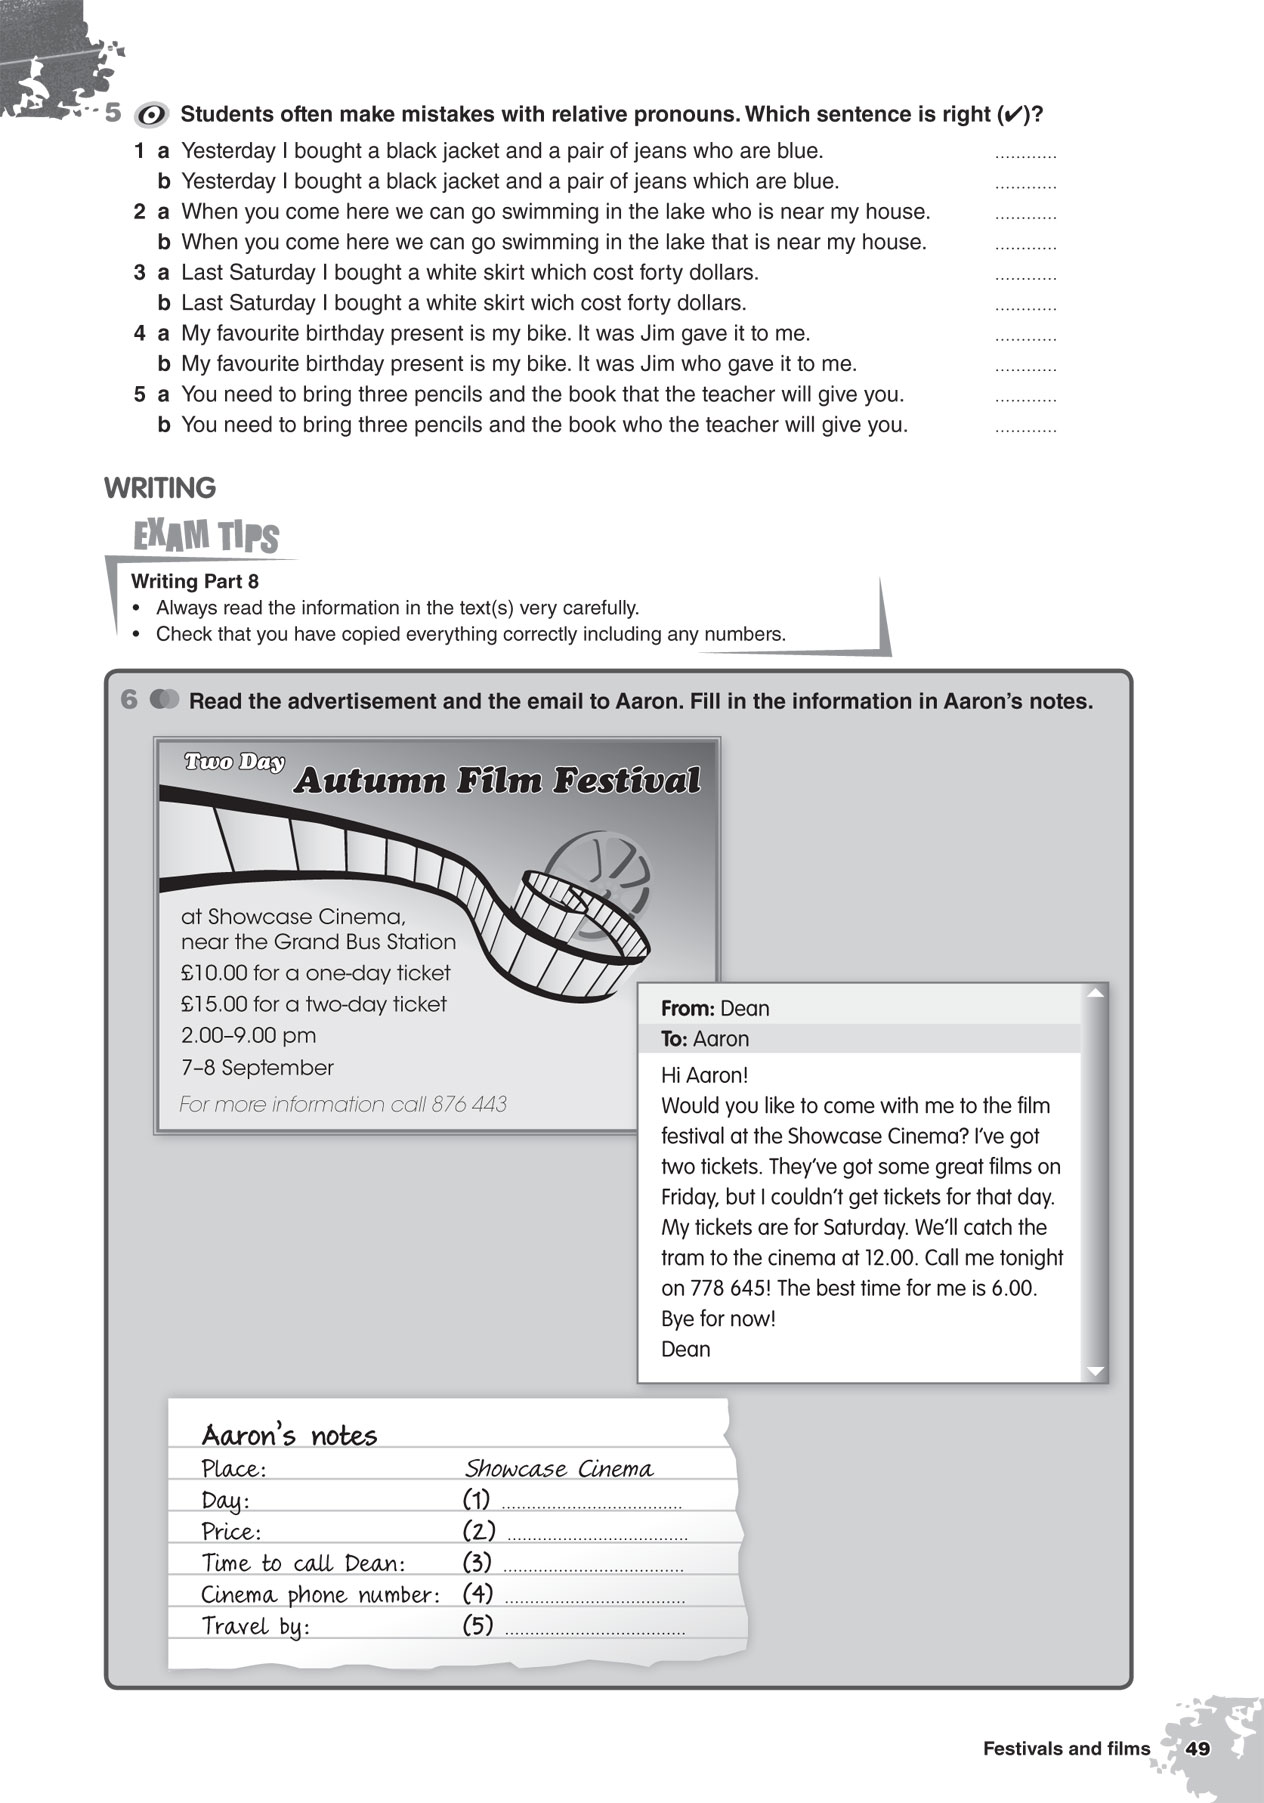 5 Students often make mistakes with relative pronouns. Which sentence is right (✔)?
1 a Yesterday I bought a black jacket and a pair of jeans who are blue. ............
b Yesterday I bought a black jacket and a pair of jeans which are blue. ............
2 a When you come here we can go swimming in the lake who is near my house. ............
b When you come here we can go swimming in the lake that is near my house. ............
3 a Last Saturday I bought a white skirt which cost forty dollars. ............
b Last Saturday I bought a white skirt wich cost forty dollars. ............
4 a My favourite birthday present is my bike. It was Jim gave it to me. ............
b My favourite birthday present is my bike. It was Jim who gave it to me. ............
5 a You need to bring three pencils and the book that the teacher will give you. ............
b You need to bring three pencils and the book who the teacher will give you. ............
WRITING
EXAM TIPS
Writing Part 8
• Always read the information in the text(s) very carefully.
• Check that you have copied everything correctly including any numbers.
6 Read the advertisement and the email to Aaron. Fill in the information in Aaron's notes.
Two Day
Autumn Film Festival
at Showcase Cinema,
near the Grand Bus Station
£10.00 for a one-day ticket
£15.00 for a two-day ticket
2.00–9.00 pm
7–8 September
For more information call 876 443
From: Dean
To: Aaron
Hi Aaron!
Would you like to come with me to the film
festival at the Showcase Cinema? I've got
two tickets. They've got some great films on
Friday, but I couldn't get tickets for that day.
My tickets are for Saturday. We'll catch the
tram to the cinema at 12.00. Call me tonight
on 778 645! The best time for me is 6.00.
Bye for now!
Dean
Aaron's notes
Place: Showcase Cinema
Day: (1) ....................................
Price: (2) ....................................
Time to call Dean: (3) ....................................
Cinema phone number: (4) ....................................
Travel by: (5) ....................................
Festivals and films 49